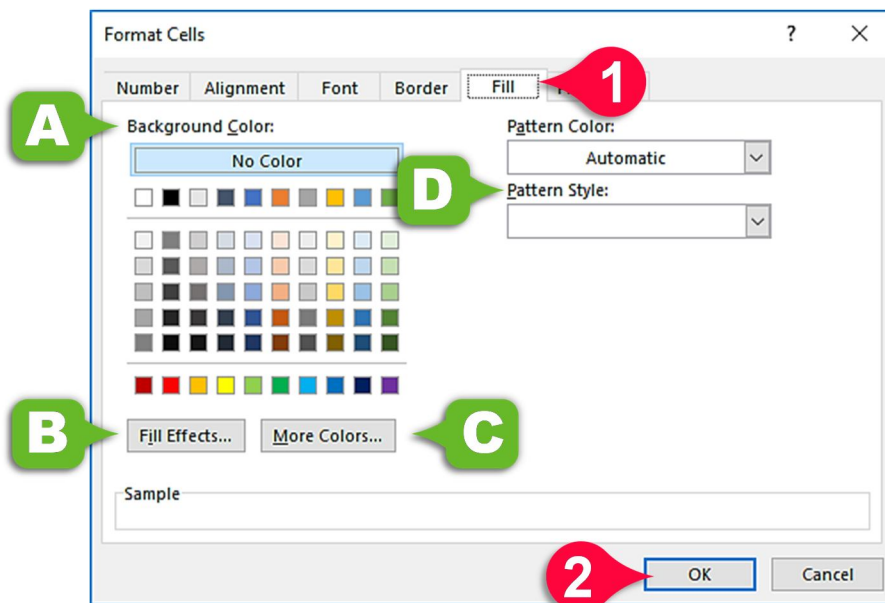 Format Cells ? ×
Number Alignment Font Border Fill 1
A Background Color: Pattern Color:
No Color Automatic
D Pattern Style:
B Fill Effects... More Colors... C
Sample
2 OK Cancel